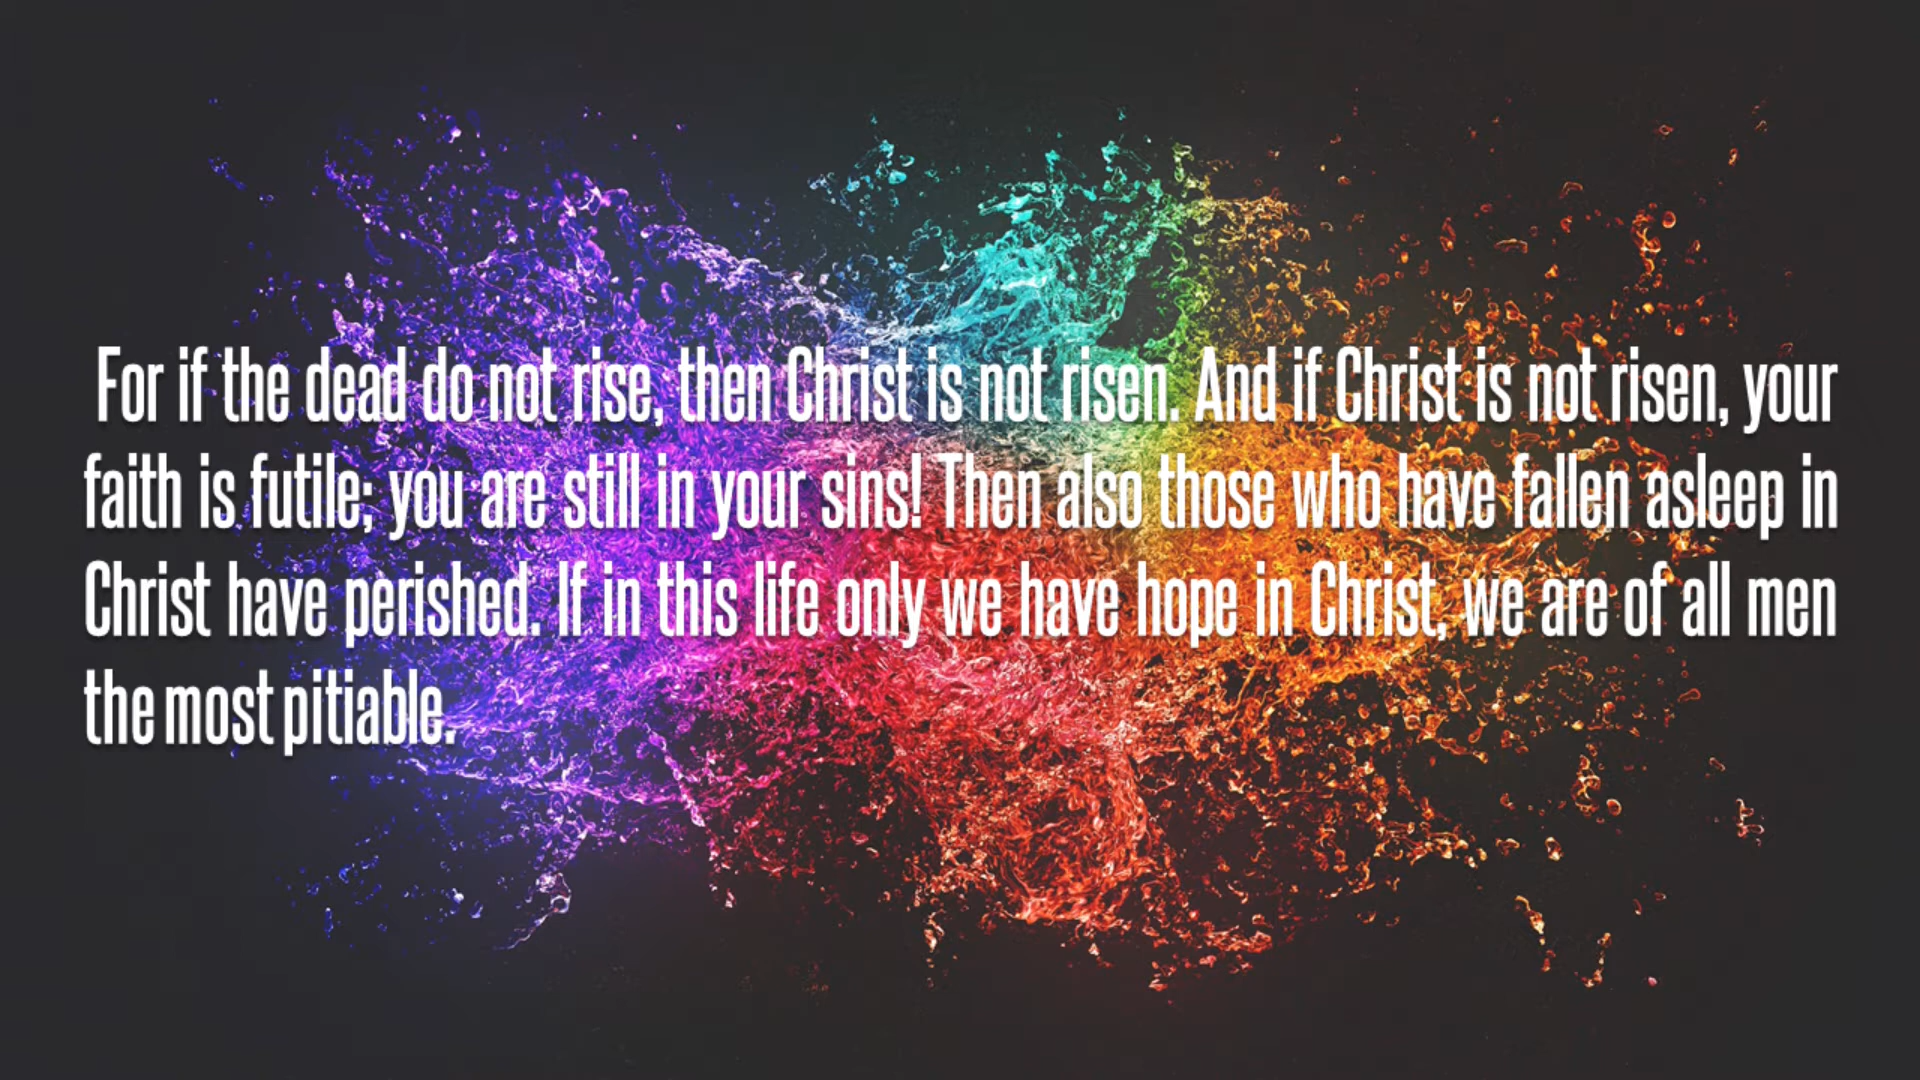 For if the dead do not rise, then Christ is not risen. And if Christ is not risen, your
faith is futile; you are still in your sins! Then also those who have fallen asleep in
Christ have perished. If in this life only we have hope in Christ, we are of all men
the most pitiable.